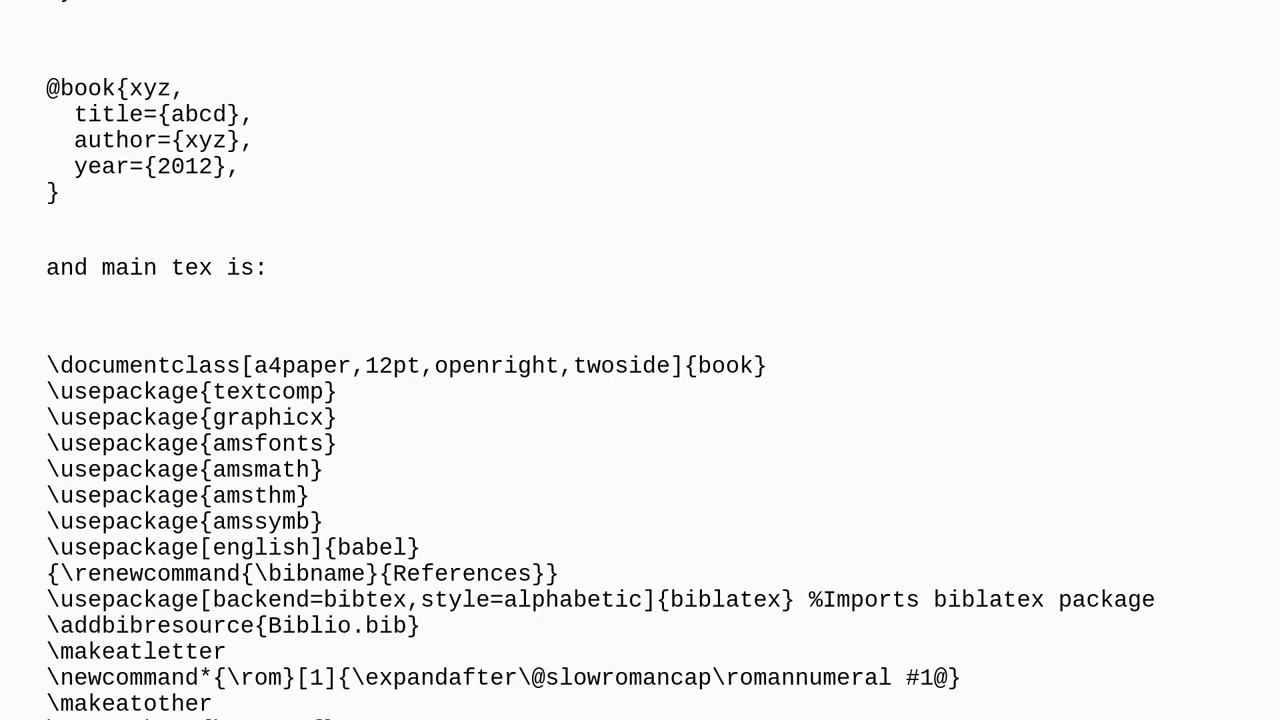 @book{xyz,
  title={abcd},
  author={xyz},
  year={2012},
}
and main tex is:
\documentclass[a4paper,12pt,openright,twoside]{book}
\usepackage{textcomp}
\usepackage{graphicx}
\usepackage{amsfonts}
\usepackage{amsmath}
\usepackage{amsthm}
\usepackage{amssymb}
\usepackage[english]{babel}
{\renewcommand{\bibname}{References}}
\usepackage[backend=bibtex,style=alphabetic]{biblatex} %Imports biblatex package
\addbibresource{Biblio.bib}
\makeatletter
\newcommand*{\rom}[1]{\expandafter\@slowromancap\romannumeral #1@}
\makeatother